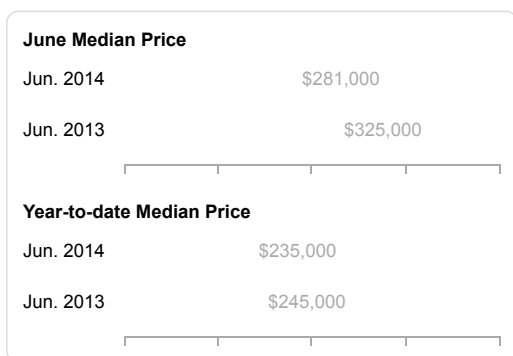 June Median Price
Jun. 2014 $281,000
Jun. 2013 $325,000
Year-to-date Median Price
Jun. 2014 $235,000
Jun. 2013 $245,000